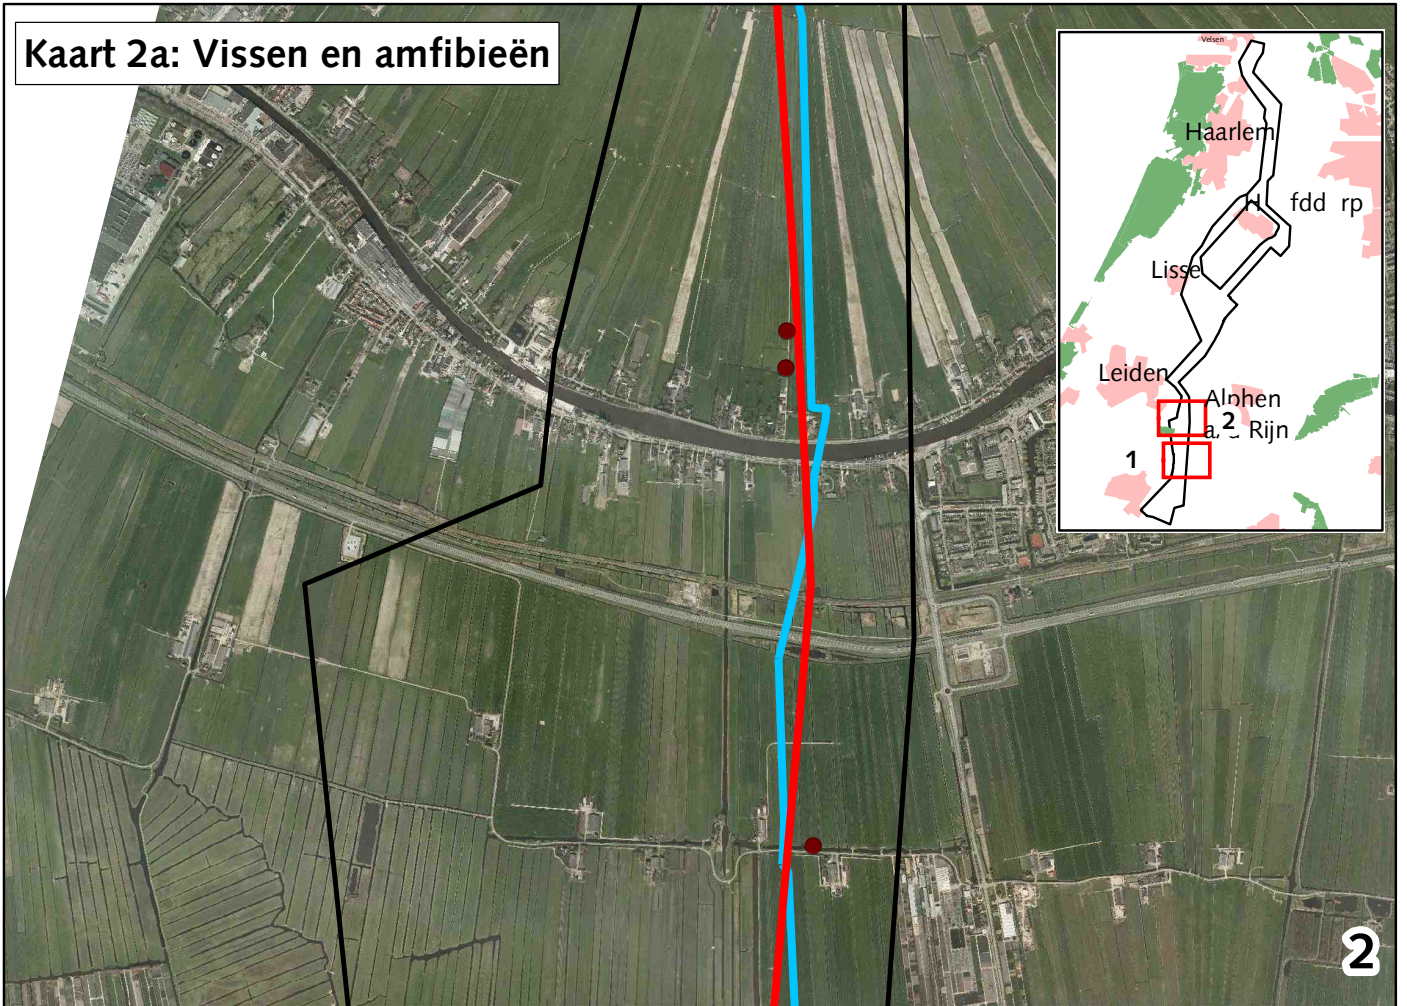 Kaart 2a: Vissen en amfibieën
Velsen
Haarlem
H fdd rp
Lisse
Leiden
Alphen
2
Rijn
1
2